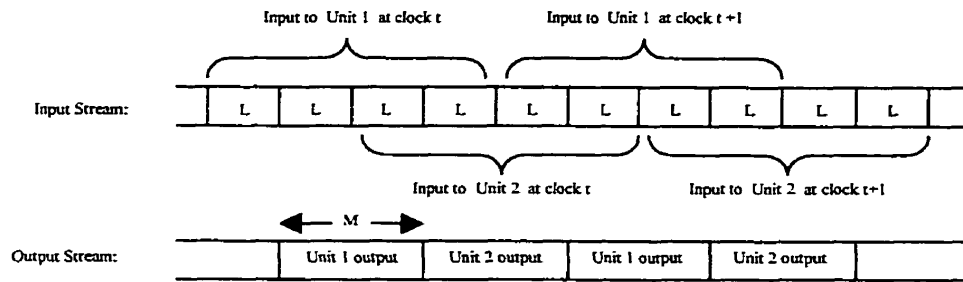 Input to Unit 1 at clock t Input to Unit 1 at clock t +1
Input Stream: L L L L L L L L L L
Input to Unit 2 at clock t Input to Unit 2 at clock t+1
M
Output Stream: Unit 1 output Unit 2 output Unit 1 output Unit 2 output